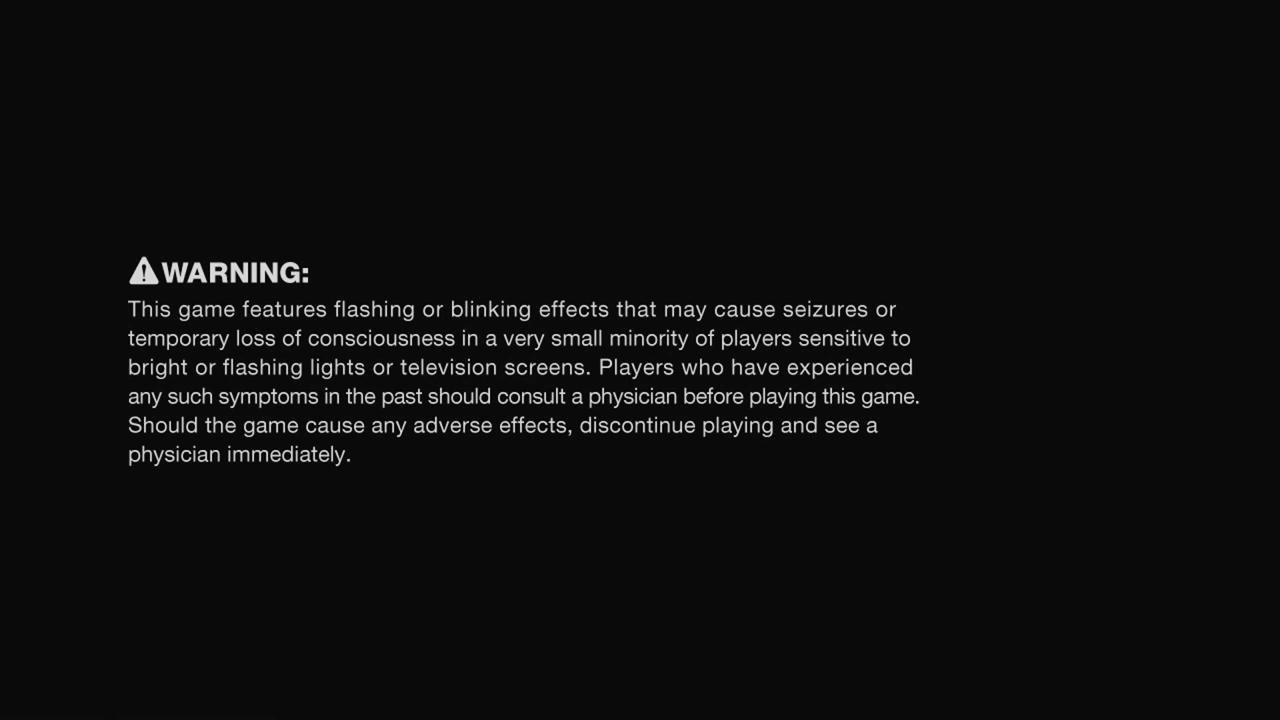 WARNING:
This game features flashing or blinking effects that may cause seizures or
temporary loss of consciousness in a very small minority of players sensitive to
bright or flashing lights or television screens. Players who have experienced
any such symptoms in the past should consult a physician before playing this game.
Should the game cause any adverse effects, discontinue playing and see a
physician immediately.